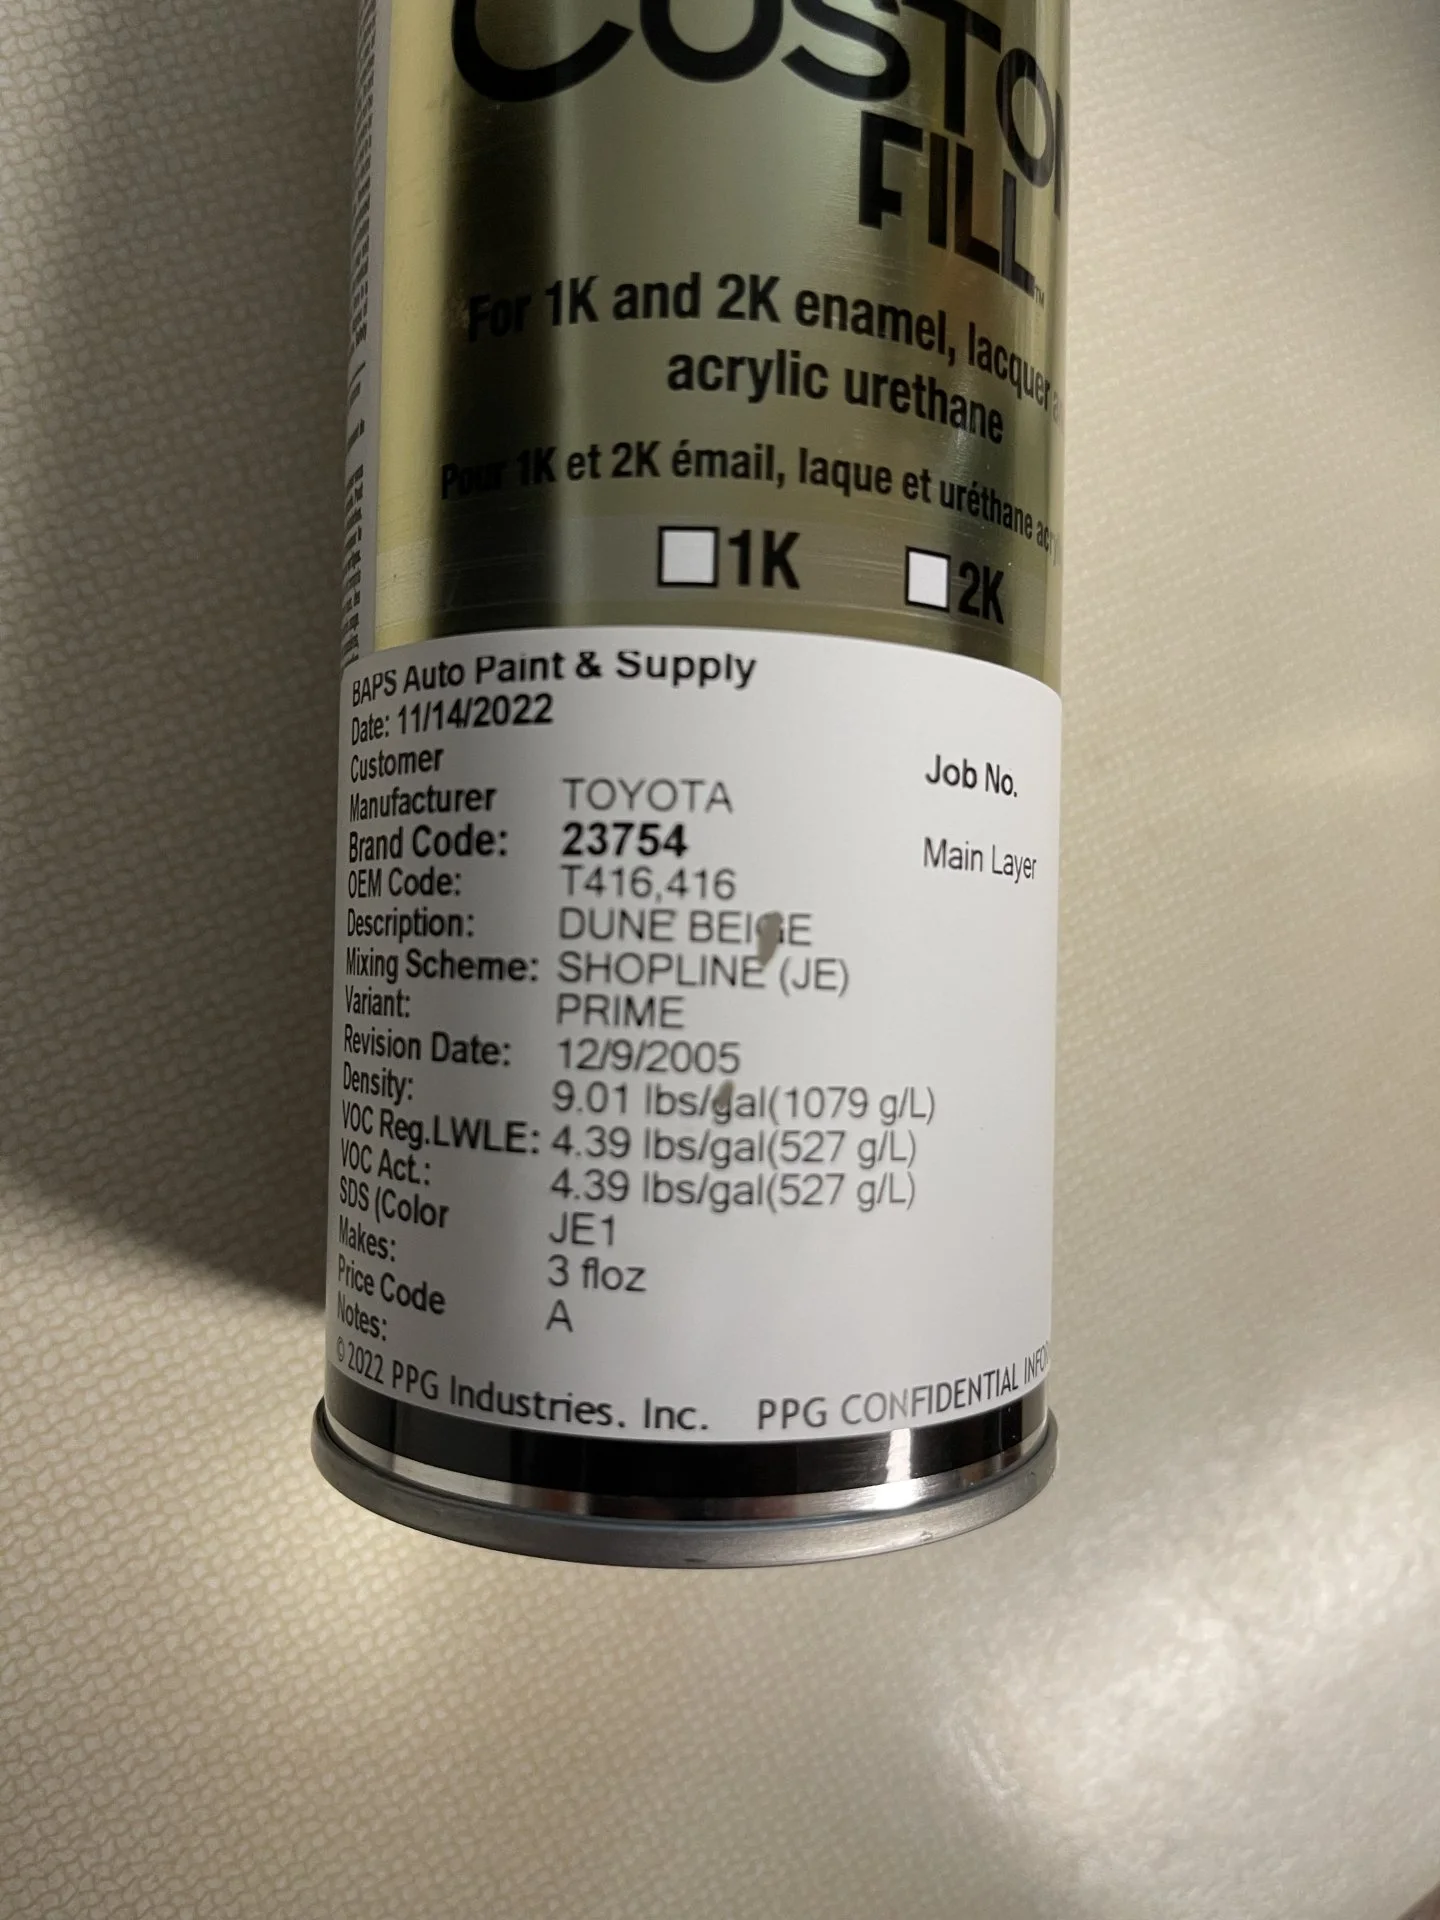 CUSTOM
FILL™
For 1K and 2K enamel, lacquer
acrylic urethane
Pour 1K et 2K émail, laque et uréthane
1K 2K
BAPS Auto Paint & Supply
Date: 11/14/2022
Customer Job No.
Manufacturer TOYOTA
Brand Code: 23754 Main Layer
OEM Code: T416,416
Description: DUNE BEIGE
Mixing Scheme: SHOPLINE (JE)
Variant: PRIME
Revision Date: 12/9/2005
Density: 9.01 lbs/gal(1079 g/L)
VOC Reg.LWLE: 4.39 lbs/gal(527 g/L)
VOC Act.: 4.39 lbs/gal(527 g/L)
SDS (Color JE1
Makes: 3 floz
Price Code A
Notes:
©2022 PPG Industries. Inc. PPG CONFIDENTIAL